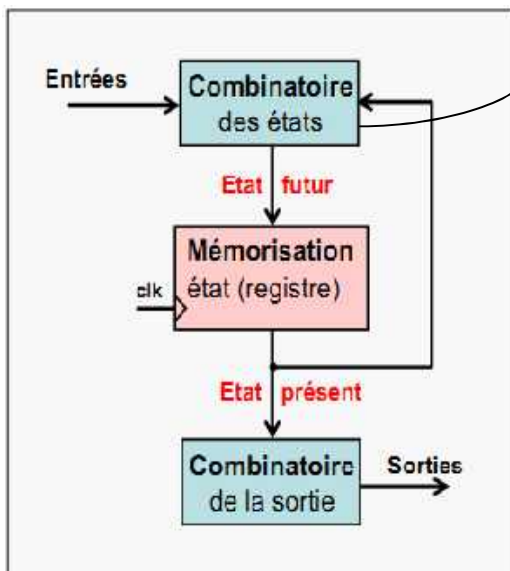 Entrées
Combinatoire
des états
Etat futur
Mémorisation
état (registre)
clk
Etat présent
Combinatoire
de la sortie
Sorties